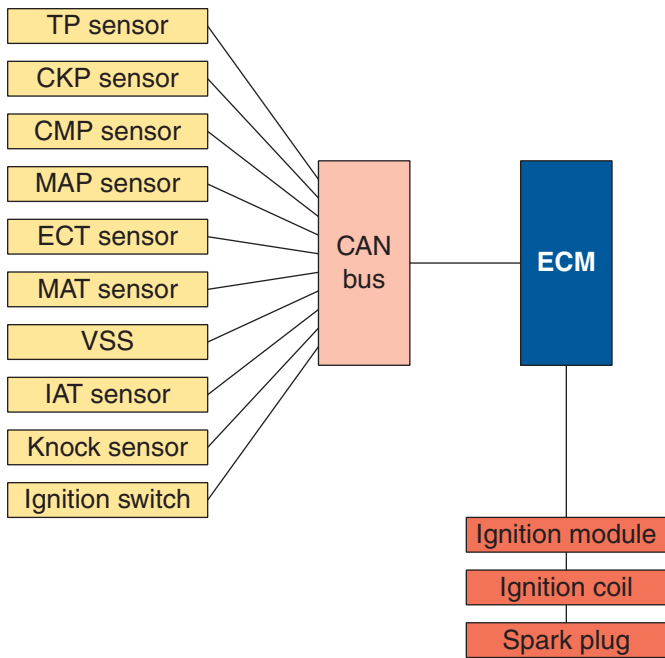 TP sensor
CKP sensor
CMP sensor
MAP sensor
ECT sensor
MAT sensor
VSS
IAT sensor
Knock sensor
Ignition switch
CAN
bus
ECM
Ignition module
Ignition coil
Spark plug